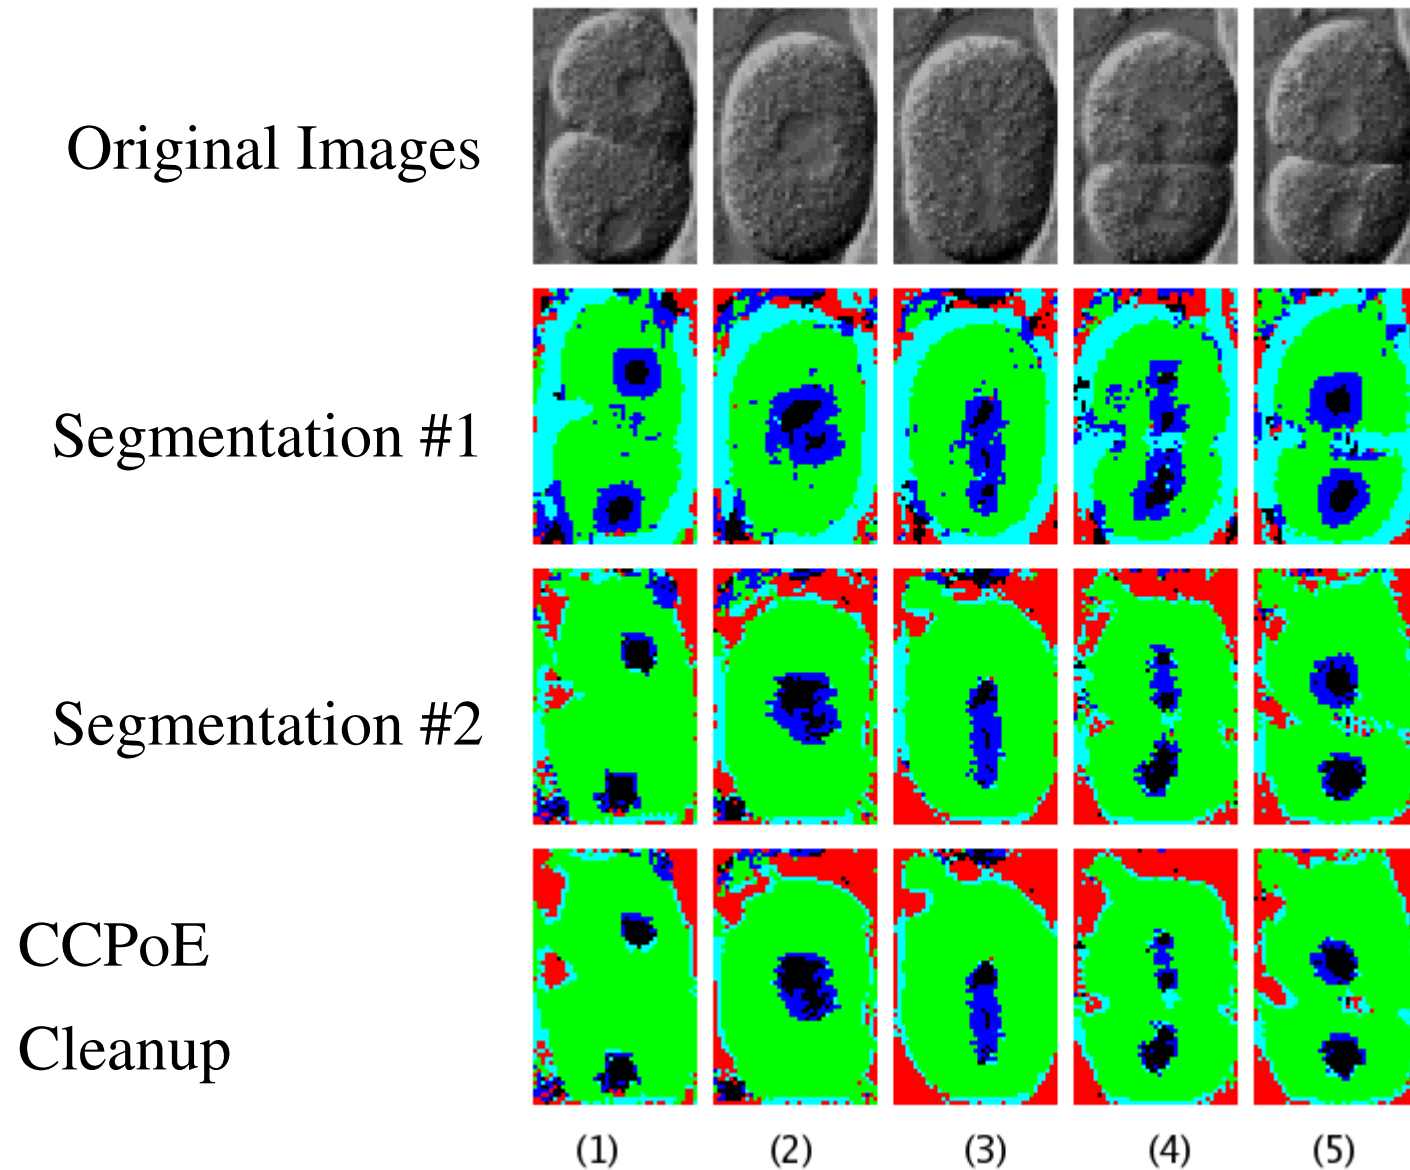 Original Images
Segmentation #1
Segmentation #2
CCPoE
Cleanup
(1) (2) (3) (4) (5)